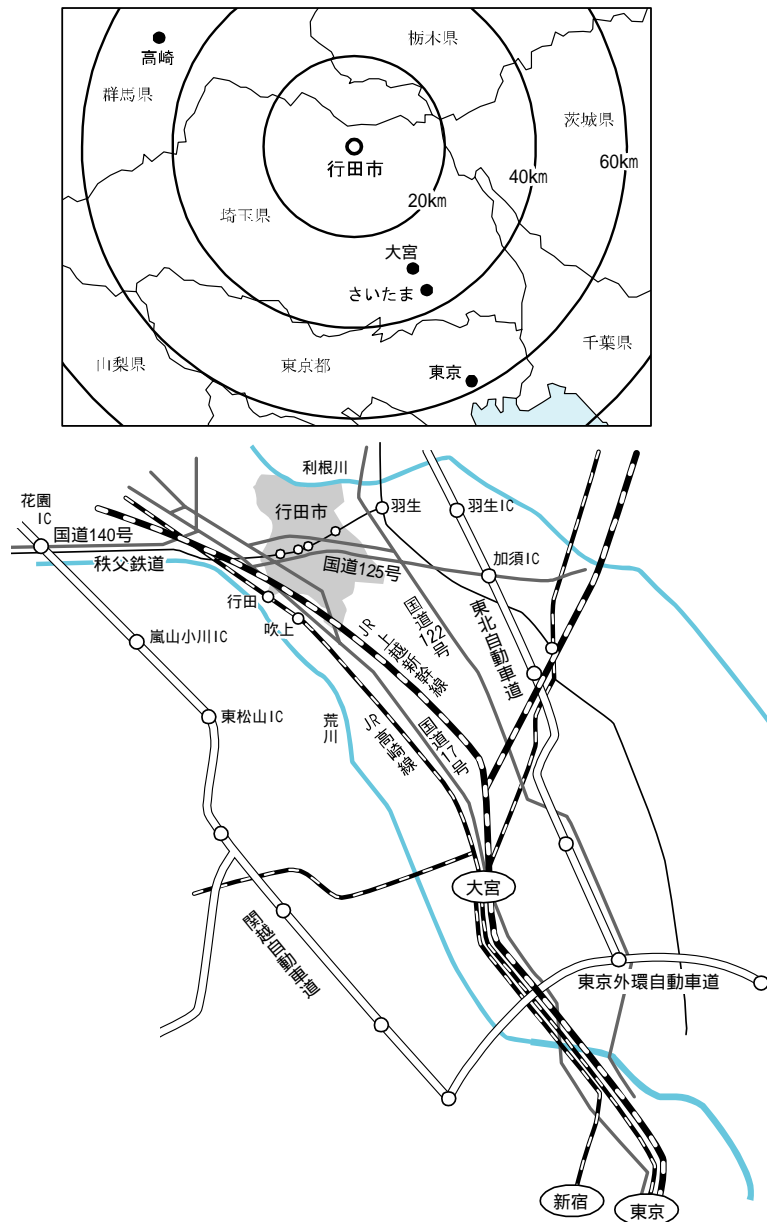 栃木県
高崎
群馬県
茨城県
行田市
60km
40km
20km
埼玉県
大宮
さいたま
千葉県
山梨県
東京都
東京
利根川
花園
IC
行田市
羽生
羽生IC
国道140号
秩父鉄道
国道125号
加須IC
行田
吹上
国道122号
東北自動車道
JR上越新幹線
嵐山小川IC
東松山IC
荒川
JR高崎線
国道17号
大宮
関越自動車道
東京外環自動車道
新宿
東京